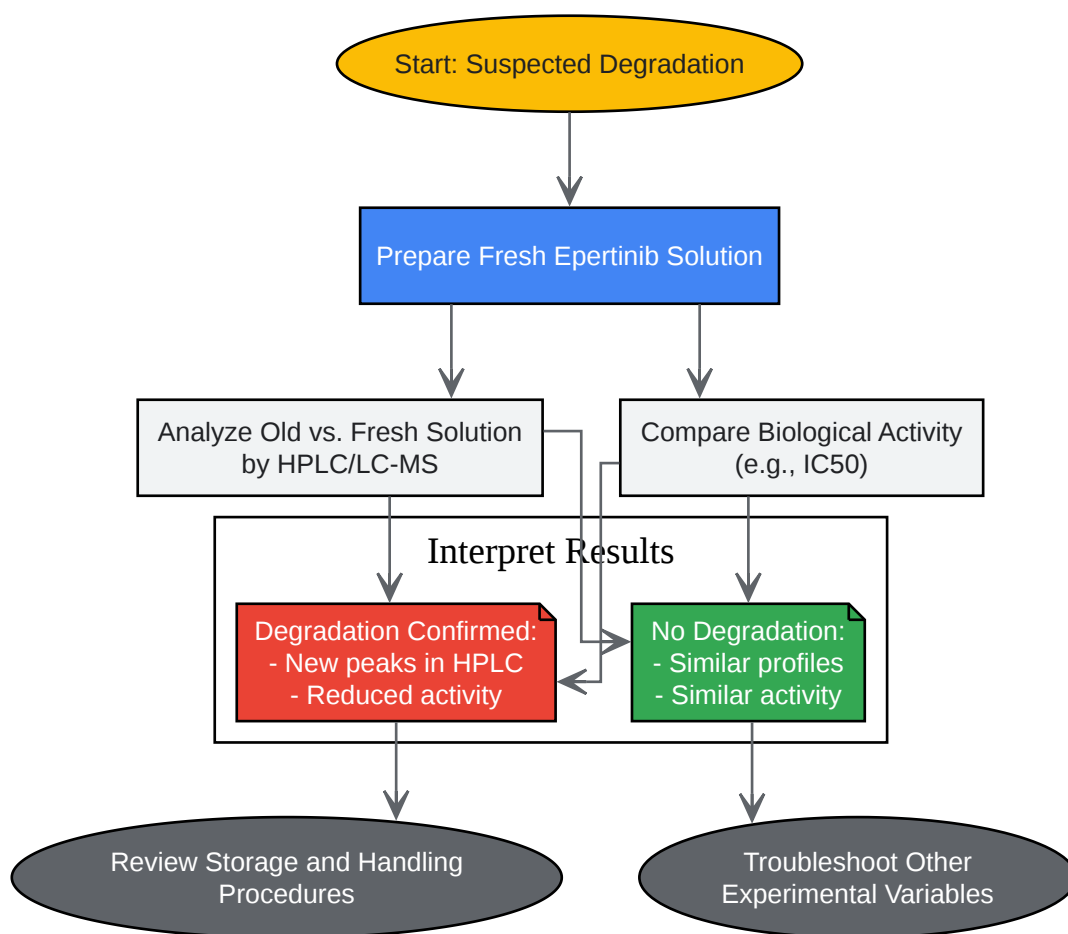 Start: Suspected Degradation
Prepare Fresh Epertinib Solution
Analyze Old vs. Fresh Solution
by HPLC/LC-MS
Compare Biological Activity
(e.g., IC50)
Interpret Results
Degradation Confirmed:
- New peaks in HPLC
- Reduced activity
No Degradation:
- Similar profiles
- Similar activity
Review Storage and Handling
Procedures
Troubleshoot Other
Experimental Variables